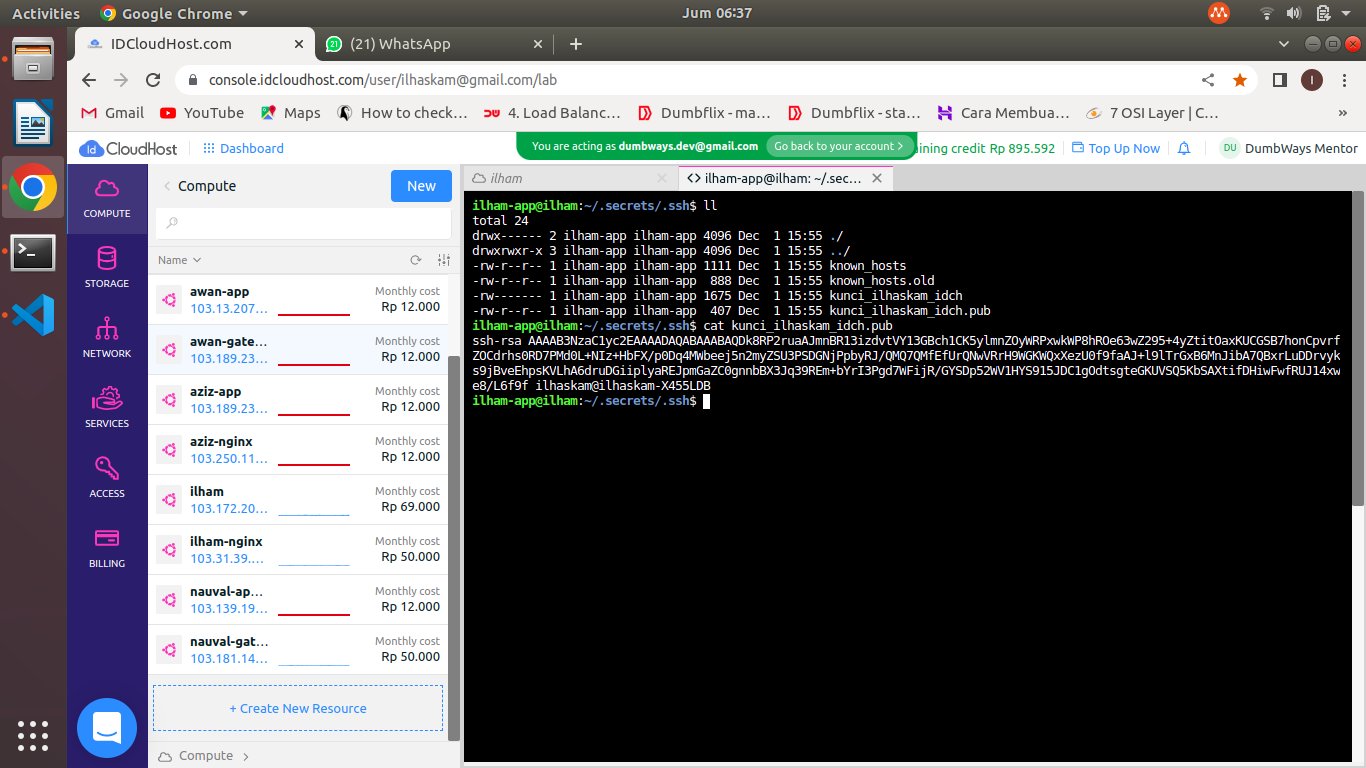 Activities
Google Chrome
Jum 06:37
IDCloudHost.com
(21) WhatsApp
console.idcloudhost.com/user/ilhaskam@gmail.com/lab
I
Gmail
YouTube
Maps
How to check...
4. Load Balanc...
Dumbflix - ma...
Dumbflix - sta...
Cara Membua...
7 OSI Layer | C...
»
Id CloudHost
Dashboard
You are acting as dumbways.dev@gmail.com
Go back to your account >
ining credit Rp 895.592
Top Up Now
DU
DumbWays Mentor
COMPUTE
STORAGE
NETWORK
SERVICES
ACCESS
BILLING
Compute
New
Name
awan-app
Monthly cost
103.13.207...
Rp 12.000
awan-gate...
Monthly cost
103.189.23...
Rp 12.000
aziz-app
Monthly cost
103.189.23...
Rp 12.000
aziz-nginx
Monthly cost
103.250.11...
Rp 12.000
ilham
Monthly cost
103.172.20...
Rp 69.000
ilham-nginx
Monthly cost
103.31.39....
Rp 50.000
nauval-ap...
Monthly cost
103.139.19...
Rp 12.000
nauval-gat...
Monthly cost
103.181.14...
Rp 50.000
+ Create New Resource
Compute
ilham
ilham-app@ilham: ~/.sec...
ilham-app@ilham:~/.secrets/.ssh$ ll
total 24
drwx------ 2 ilham-app ilham-app 4096 Dec  1 15:55 ./
drwxrwxr-x 3 ilham-app ilham-app 4096 Dec  1 15:55 ../
-rw-r--r-- 1 ilham-app ilham-app 1111 Dec  1 15:55 known_hosts
-rw-r--r-- 1 ilham-app ilham-app  888 Dec  1 15:55 known_hosts.old
-rw------- 1 ilham-app ilham-app 1675 Dec  1 15:55 kunci_ilhaskam_idch
-rw-r--r-- 1 ilham-app ilham-app  407 Dec  1 15:55 kunci_ilhaskam_idch.pub
ilham-app@ilham:~/.secrets/.ssh$ cat kunci_ilhaskam_idch.pub
ssh-rsa AAAAB3NzaC1yc2EAAAADAQABAAABAQDk8RP2ruaAJmnBR13izdvtVY13GBch1CK5ylmnZOyWRPxwkWP8hROe63wZ295+4yZtitOaxKUCGSB7honCpvrf
ZOCdrhs0RD7PMd0L+NIz+HbFX/p0Dq4MWbeej5n2myZSU3PSDGNjPpbyRJ/QMQ7QMfEfUrQNwVRrH9WGKWQxXezU0f9faAJ+l9lTrGxB6MnJibA7QBxrLuDDrvyk
s9jBveEhpsKVLhA6druDGiiplyaREJpmGaZC0gnnbBX3Jq39REm+bYrI3Pgd7WFijR/GYSDp52WV1HYS915JDC1gOdtsgteGKUVSQ5KbSAXtifDHiwFwfRUJ14xw
e8/L6f9f ilhaskam@ilhaskam-X455LDB
ilham-app@ilham:~/.secrets/.ssh$